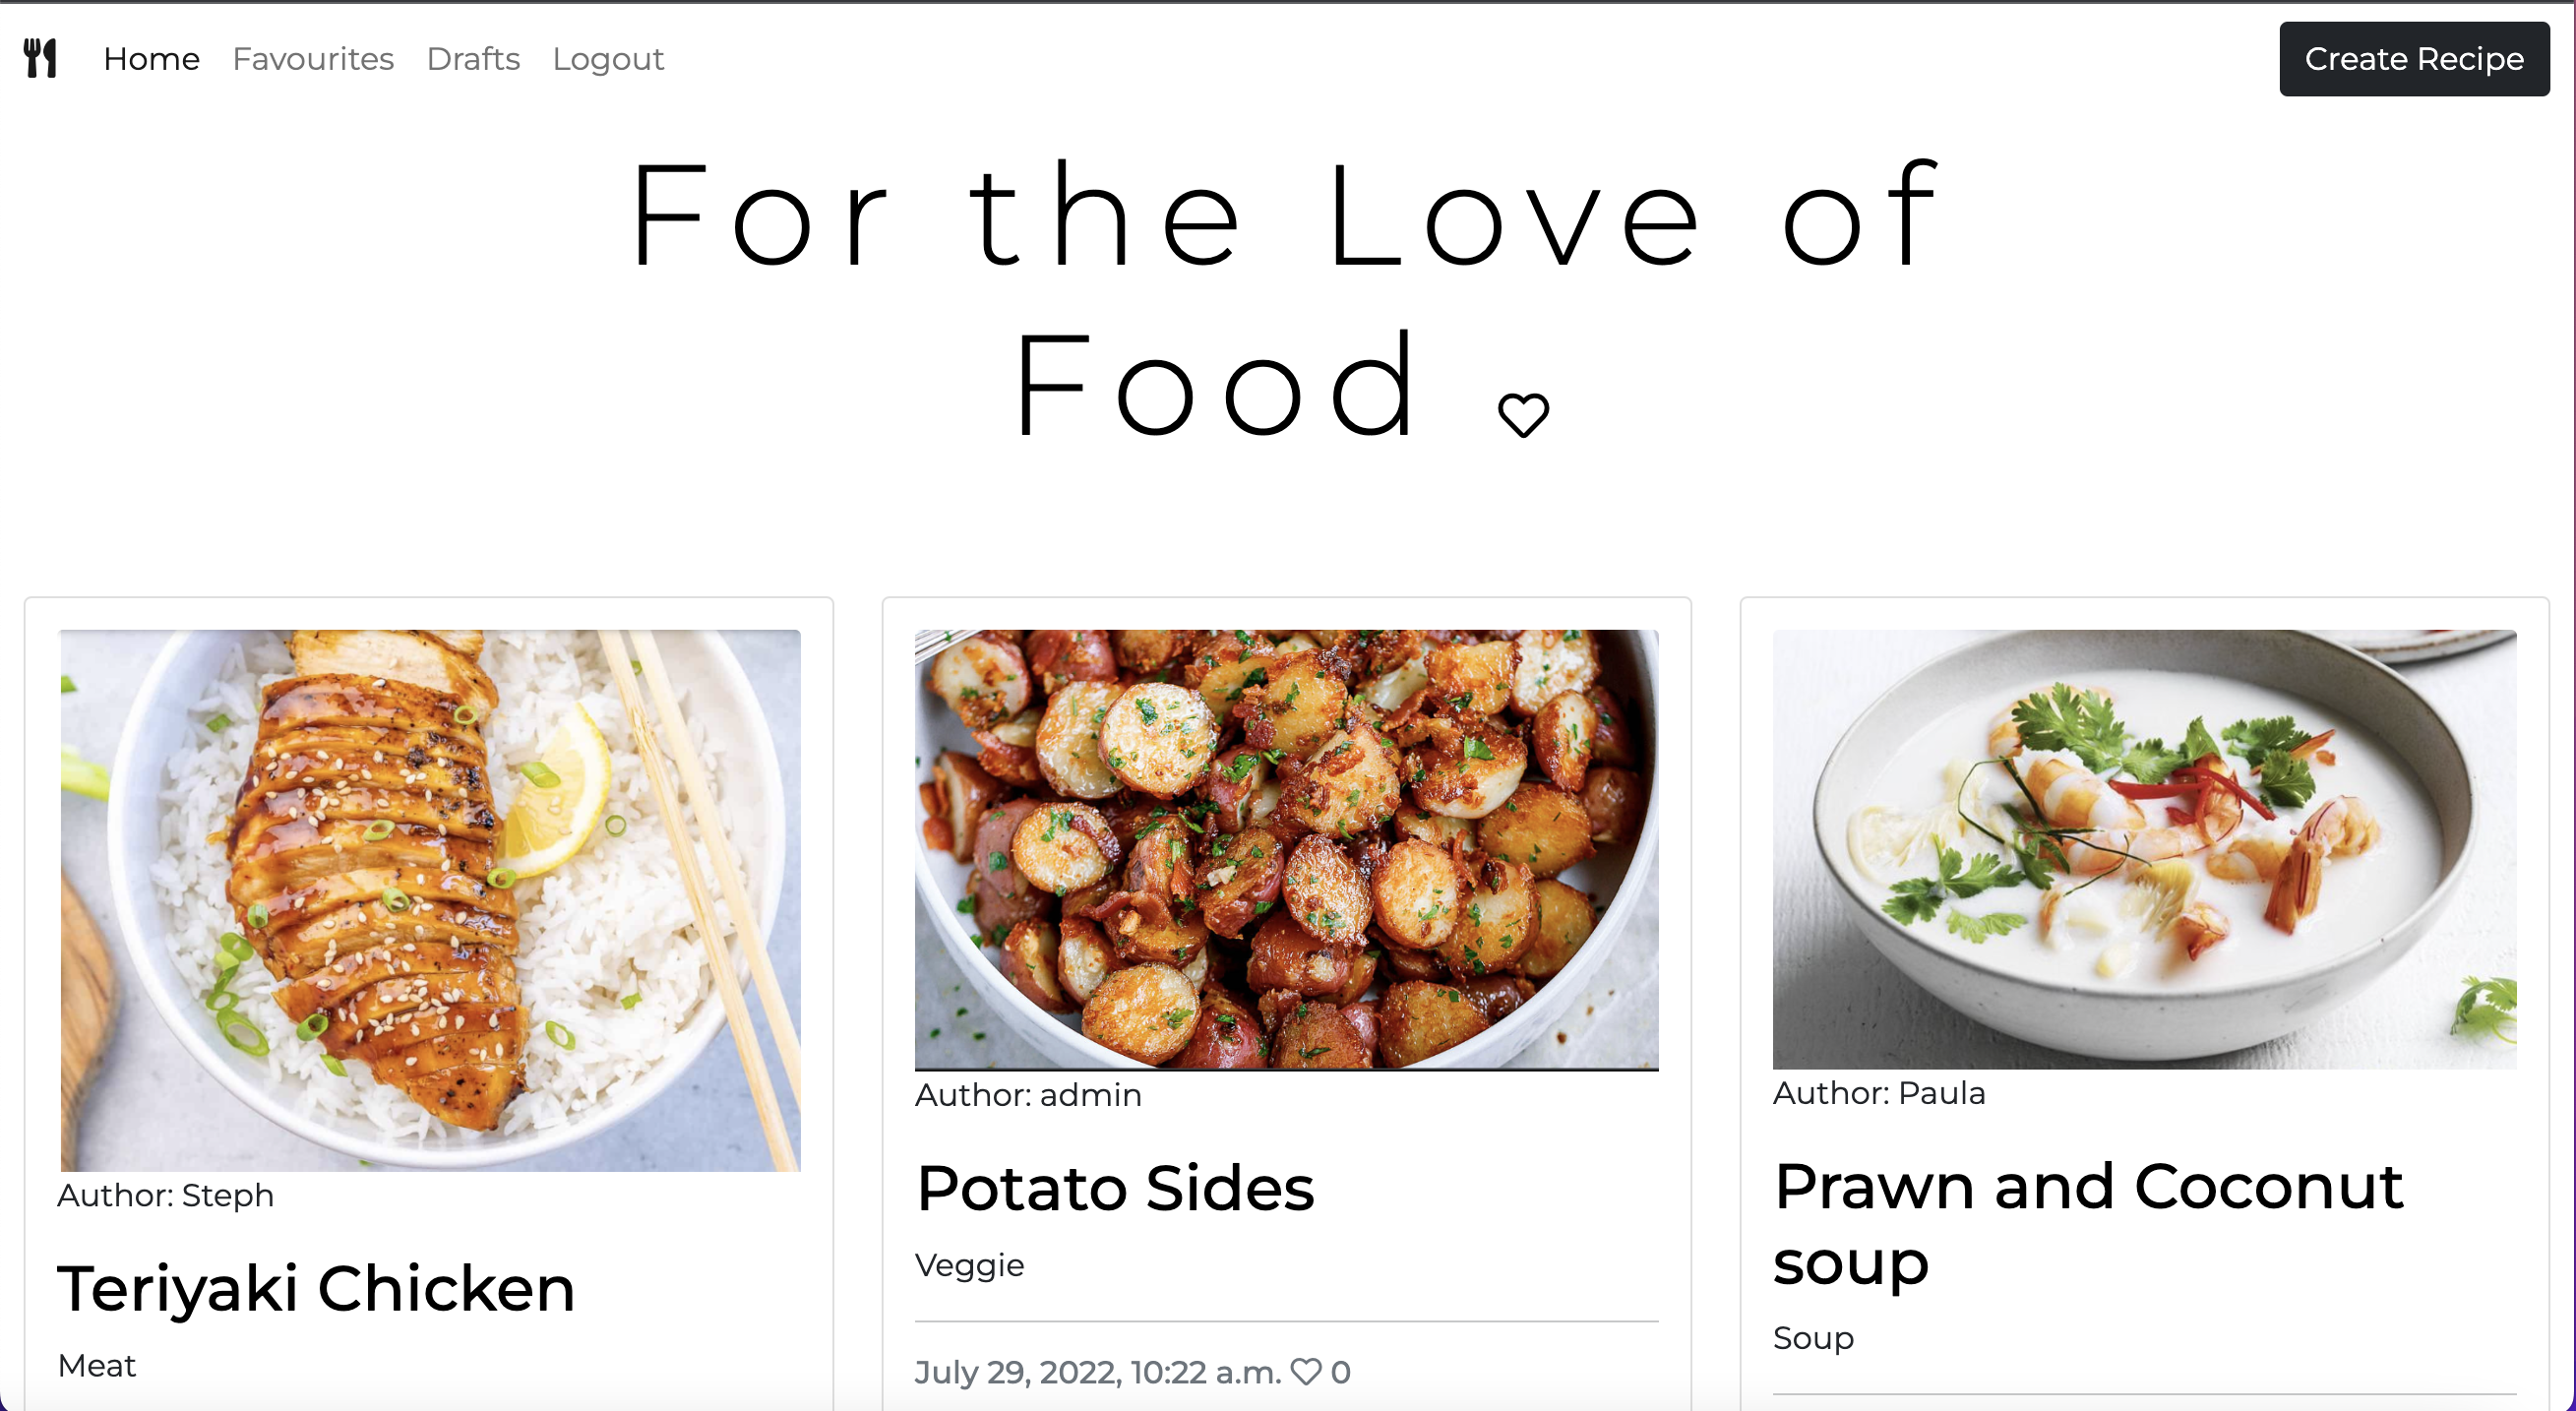 Home Favourites Drafts Logout Create Recipe
For the Love of
Food
Author: Steph
Teriyaki Chicken
Meat
Author: admin
Potato Sides
Veggie
July 29, 2022, 10:22 a.m. 0
Author: Paula
Prawn and Coconut
soup
Soup